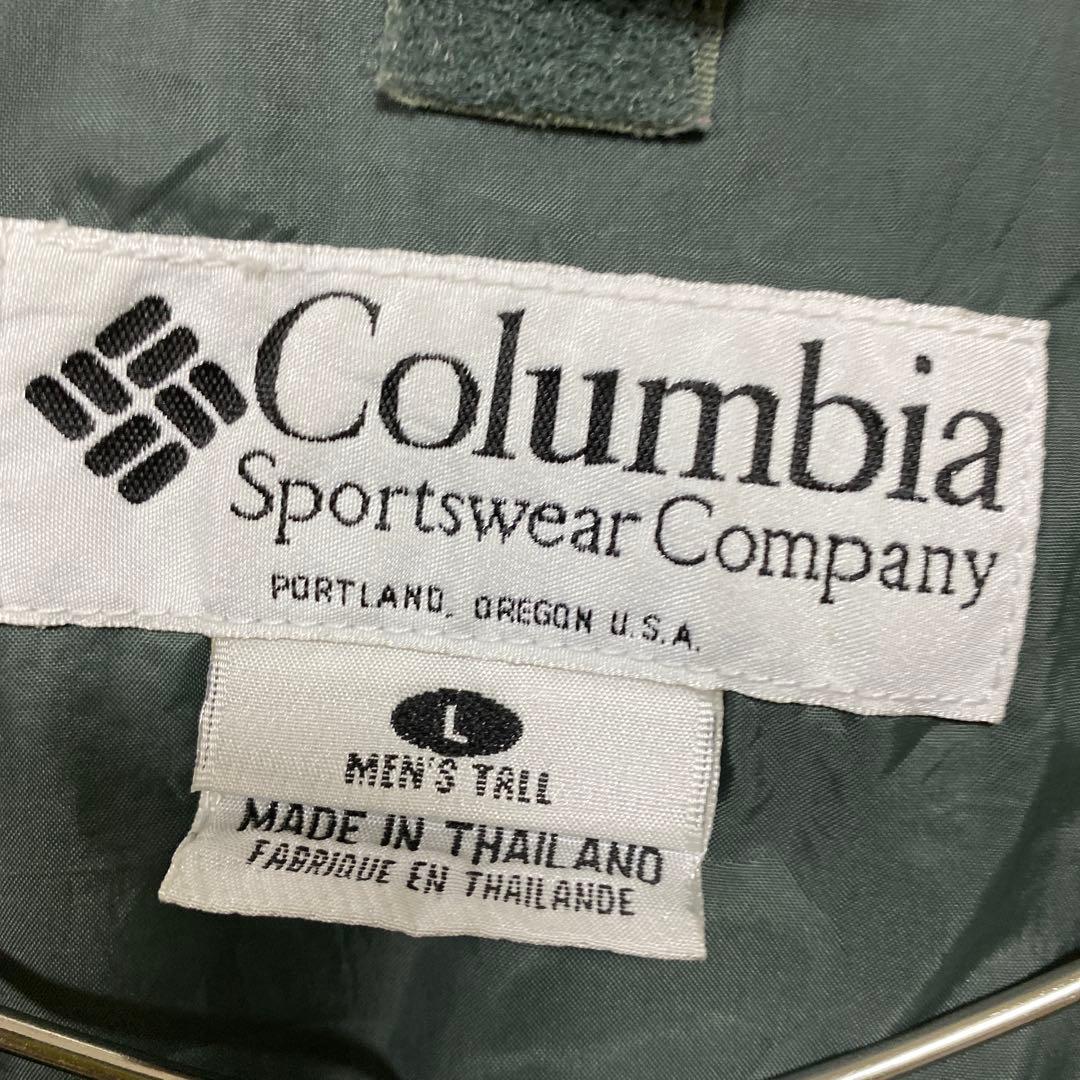 Columbia
Sportswear Company
PORTLAND, OREGON U.S.A.
L
MEN'S TALL
MADE IN THAILAND
FABRIQUE EN THAILANDE